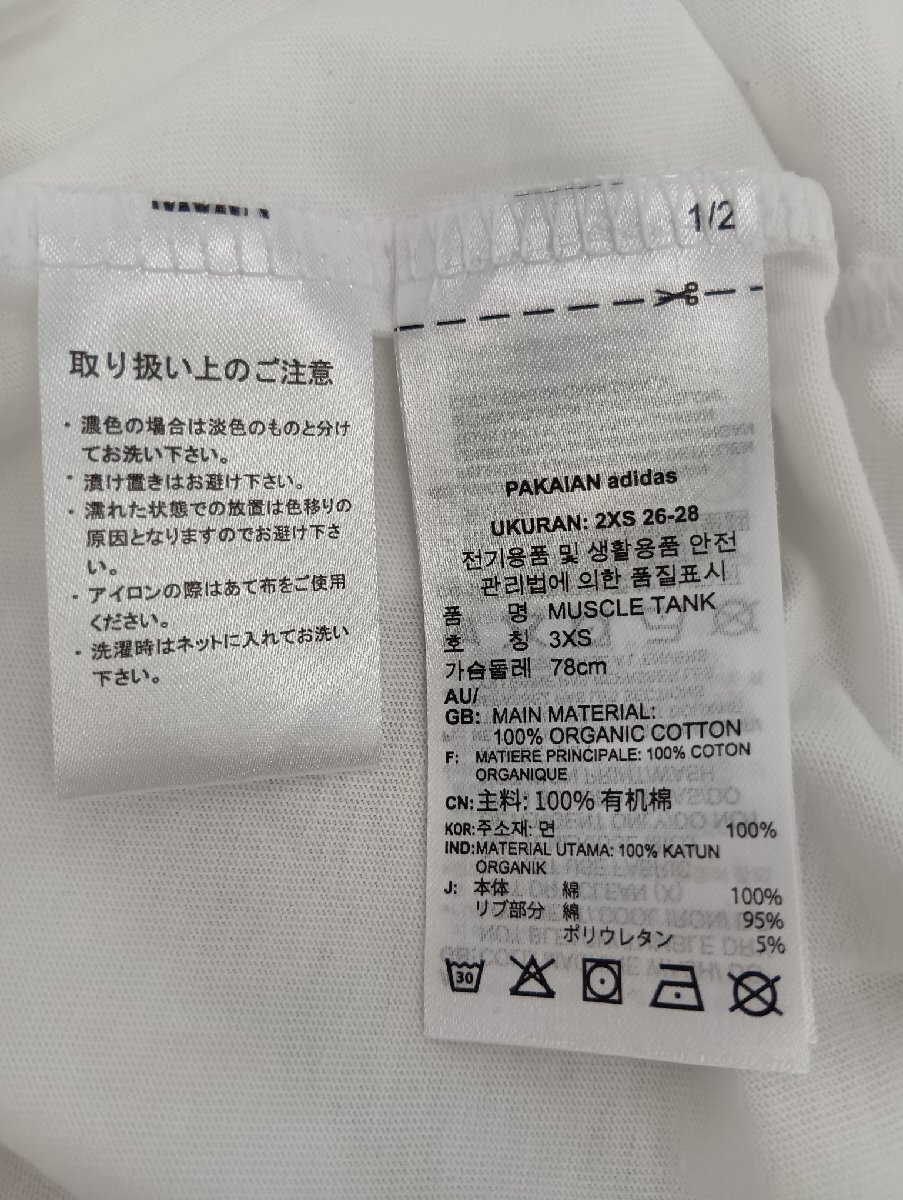 取り扱い上のご注意
・濃色の場合は淡色のものと分け
てお洗い下さい。
・漬け置きはお避け下さい。
・濡れた状態での放置は色移りの
原因となりますのでお避け下さ
い。
・アイロンの際はあて布をご使用
ください。
・洗濯時はネットに入れてお洗い
下さい。
1/2
PAKAIAN adidas
UKURAN: 2XS 26-28
전기용품 및 생활용품 안전
관리법에 의한 품질표시
품 명 MUSCLE TANK
호 칭 3XS
가슴둘레 78cm
AU/
GB: MAIN MATERIAL:
100% ORGANIC COTTON
F: MATIERE PRINCIPALE: 100% COTON
ORGANIQUE
CN: 主料: 100% 有机棉
KOR: 주소재: 면 100%
IND: MATERIAL UTAMA: 100% KATUN
ORGANIK
J: 本体 綿 100%
リブ部分 綿 95%
ポリウレタン 5%
30